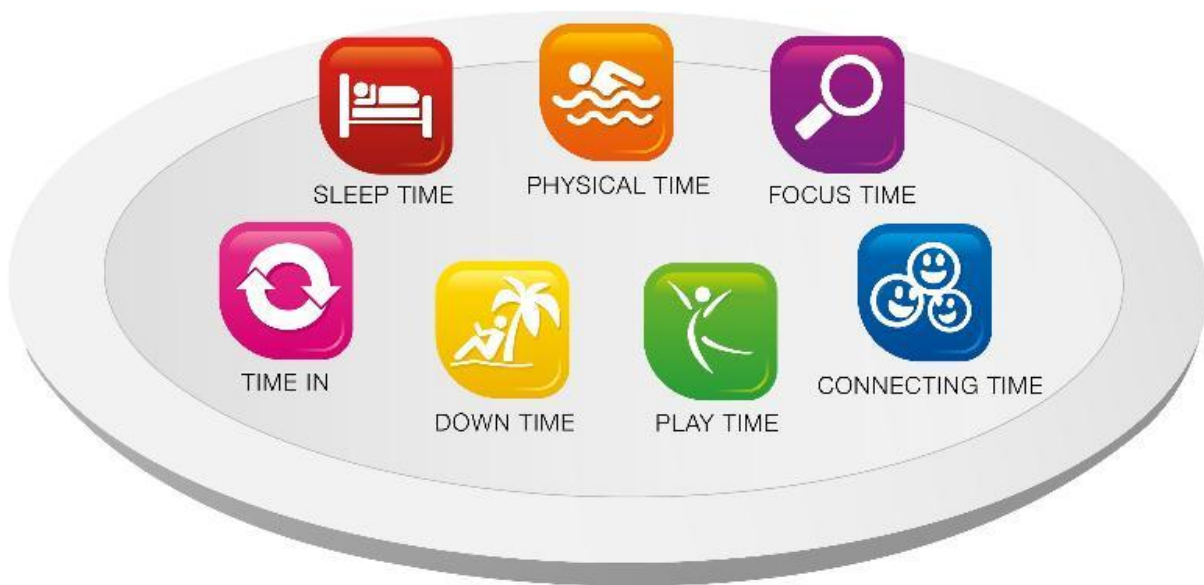 SLEEP TIME
PHYSICAL TIME
FOCUS TIME
TIME IN
DOWN TIME
PLAY TIME
CONNECTING TIME